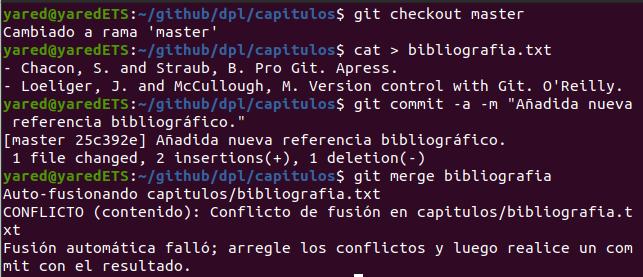 yared@yaredETS:~/github/dpl/capitulos$ git checkout master
Cambiado a rama 'master'
yared@yaredETS:~/github/dpl/capitulos$ cat > bibliografia.txt
- Chacon, S. and Straub, B. Pro Git. Apress.
- Loeliger, J. and McCullough, M. Version control with Git. O'Reilly.
yared@yaredETS:~/github/dpl/capitulos$ git commit -a -m "Añadida nueva
 referencia bibliográfico."
[master 25c392e] Añadida nueva referencia bibliográfico.
 1 file changed, 2 insertions(+), 1 deletion(-)
yared@yaredETS:~/github/dpl/capitulos$ git merge bibliografia
Auto-fusionando capitulos/bibliografia.txt
CONFLICTO (contenido): Conflicto de fusión en capitulos/bibliografia.t
xt
Fusión automática falló; arregle los conflictos y luego realice un com
mit con el resultado.